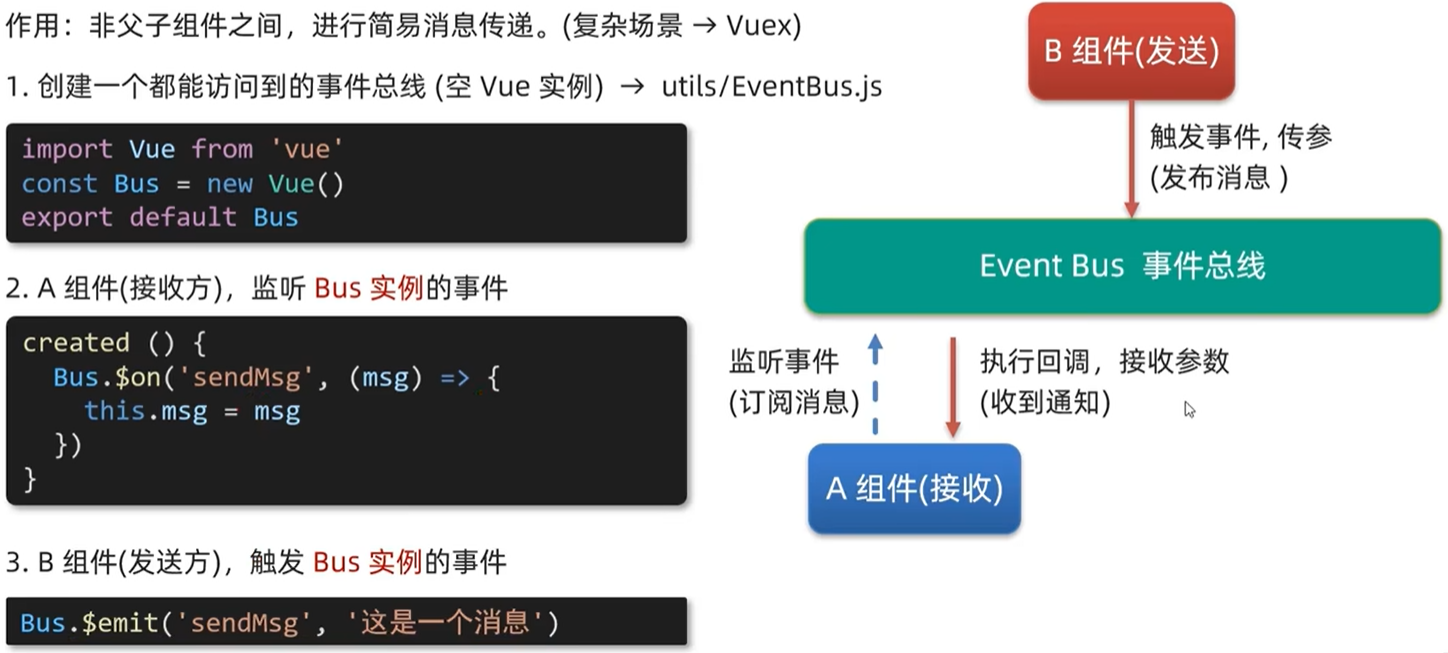 作用：非父子组件之间，进行简易消息传递。(复杂场景 → Vuex)
1. 创建一个都能访问到的事件总线 (空 Vue 实例) → utils/EventBus.js
import Vue from 'vue'
const Bus = new Vue()
export default Bus
2. A 组件(接收方)，监听 Bus 实例的事件
created () {
  Bus.$on('sendMsg', (msg) => {
    this.msg = msg
  })
}
3. B 组件(发送方)，触发 Bus 实例的事件
Bus.$emit('sendMsg', '这是一个消息')
B 组件(发送)
触发事件, 传参
(发布消息 )
Event Bus 事件总线
监听事件
(订阅消息)
执行回调，接收参数
(收到通知)
A 组件(接收)